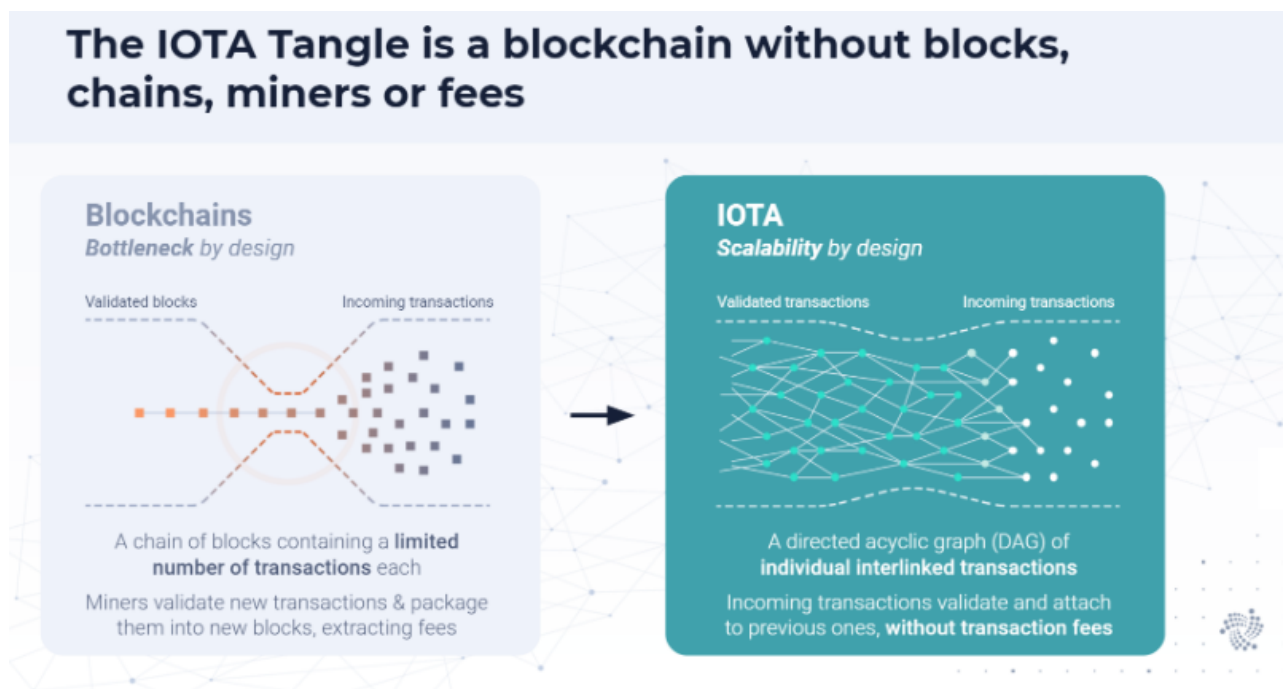 The IOTA Tangle is a blockchain without blocks,
chains, miners or fees
Blockchains
Bottleneck by design
Validated blocks
Incoming transactions
A chain of blocks containing a limited
number of transactions each
Miners validate new transactions & package
them into new blocks, extracting fees
IOTA
Scalability by design
Validated transactions
Incoming transactions
A directed acyclic graph (DAG) of
individual interlinked transactions
Incoming transactions validate and attach
to previous ones, without transaction fees